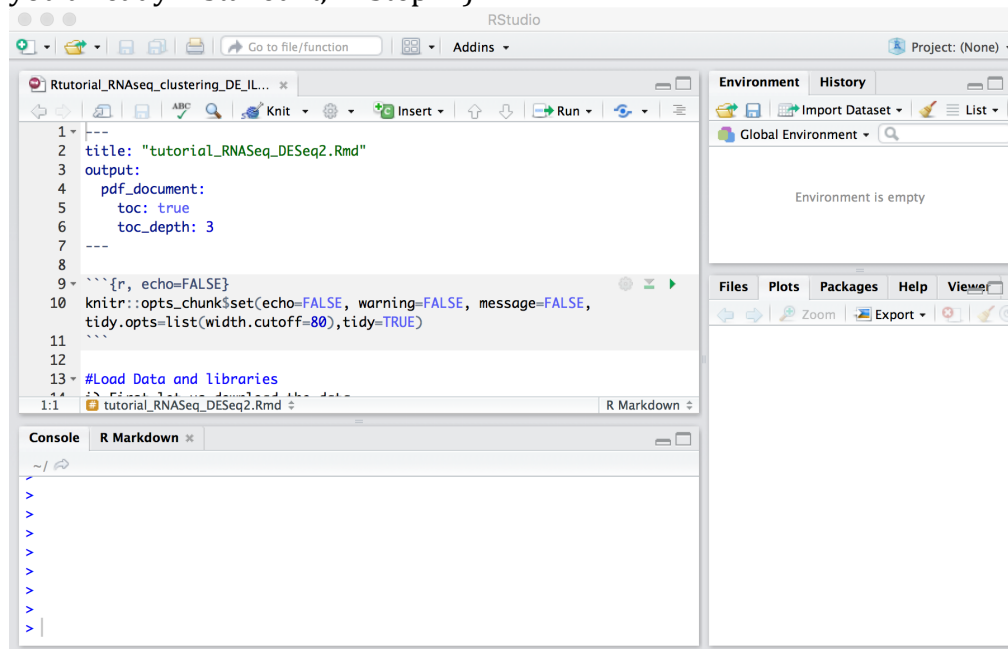 RStudio
Go to file/function
Addins
Project: (None)
Rtutorial_RNAseq_clustering_DE_IL...
ABC
Knit
Insert
Run
1 ---
2 title: "tutorial_RNASeq_DESeq2.Rmd"
3 output:
4 pdf_document:
5 toc: true
6 toc_depth: 3
7 ---
8
9 ```{r, echo=FALSE}
10 knitr::opts_chunk$set(echo=FALSE, warning=FALSE, message=FALSE,
tidy.opts=list(width.cutoff=80),tidy=TRUE)
11 ```
12
13 #Load Data and libraries
1:1 tutorial_RNASeq_DESeq2.Rmd R Markdown
Console R Markdown
~/
>
>
>
>
>
>
>
>
>
Environment History
Import Dataset List
Global Environment
Environment is empty
Files Plots Packages Help Viewer
Zoom Export